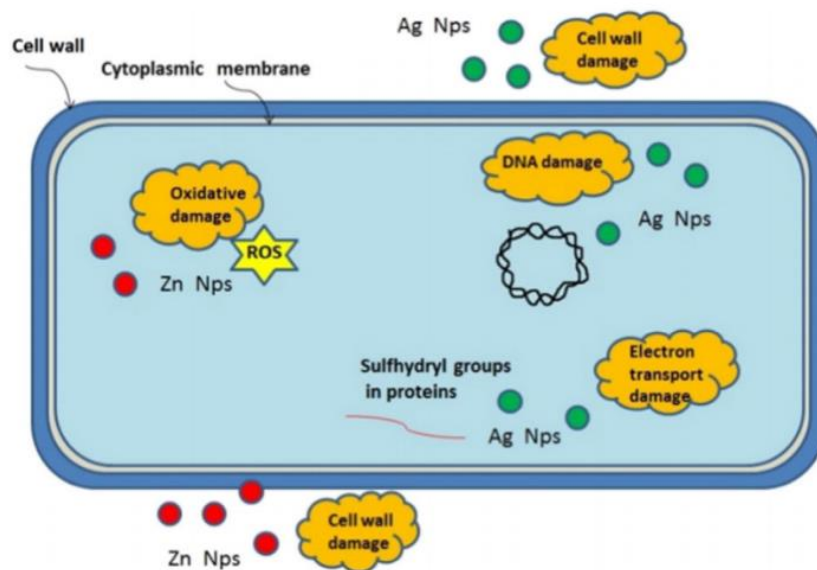 Ag Nps
Cell wall
damage
Cell wall
Cytoplasmic membrane
DNA damage
Oxidative
damage
Ag Nps
ROS
Zn Nps
Electron
transport
damage
Sulfhydryl groups
in proteins
Ag Nps
Cell wall
damage
Zn Nps